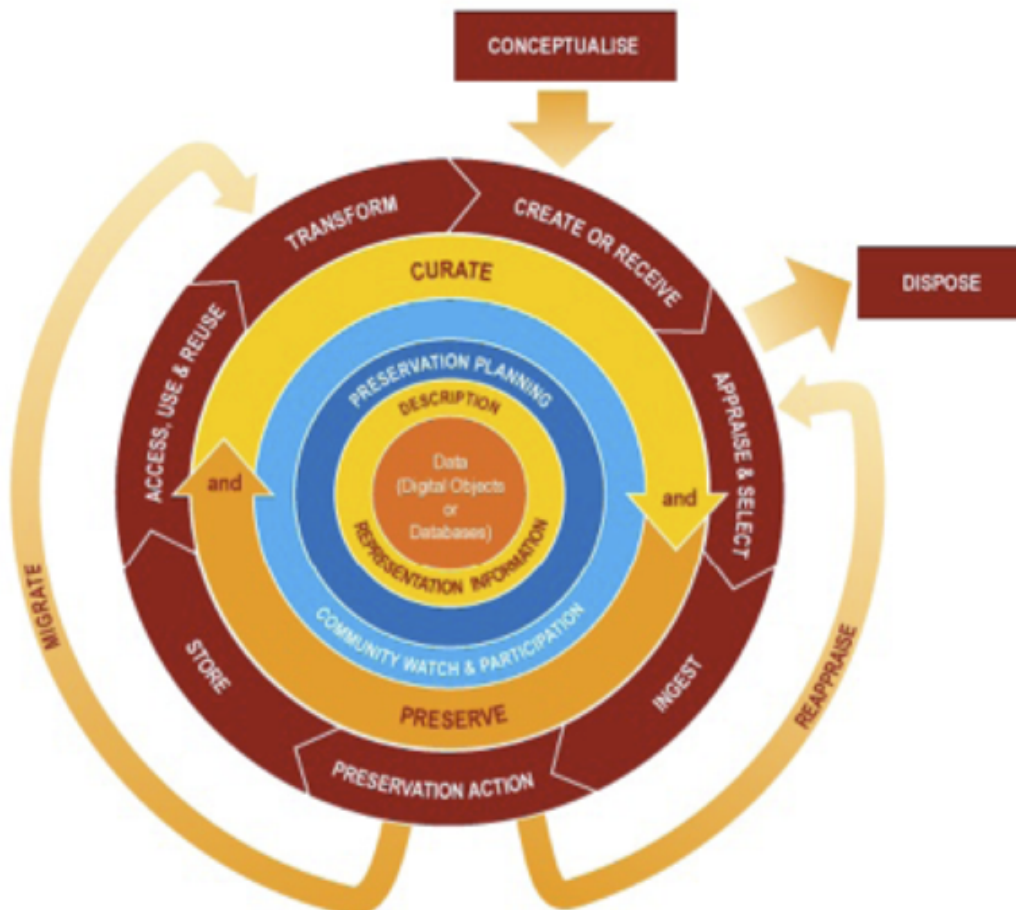 CONCEPTUALISE
TRANSFORM
CREATE OR RECEIVE
CURATE
DISPOSE
ACCESS, USE & REUSE
PRESERVATION PLANNING
DESCRIPTION
APPRAISE & SELECT
Data
(Digital Objects
or
Databases)
and
and
REPRESENTATION INFORMATION
COMMUNITY WATCH & PARTICIPATION
MIGRATE
STORE
INGEST
REAPPRAISE
PRESERVE
PRESERVATION ACTION